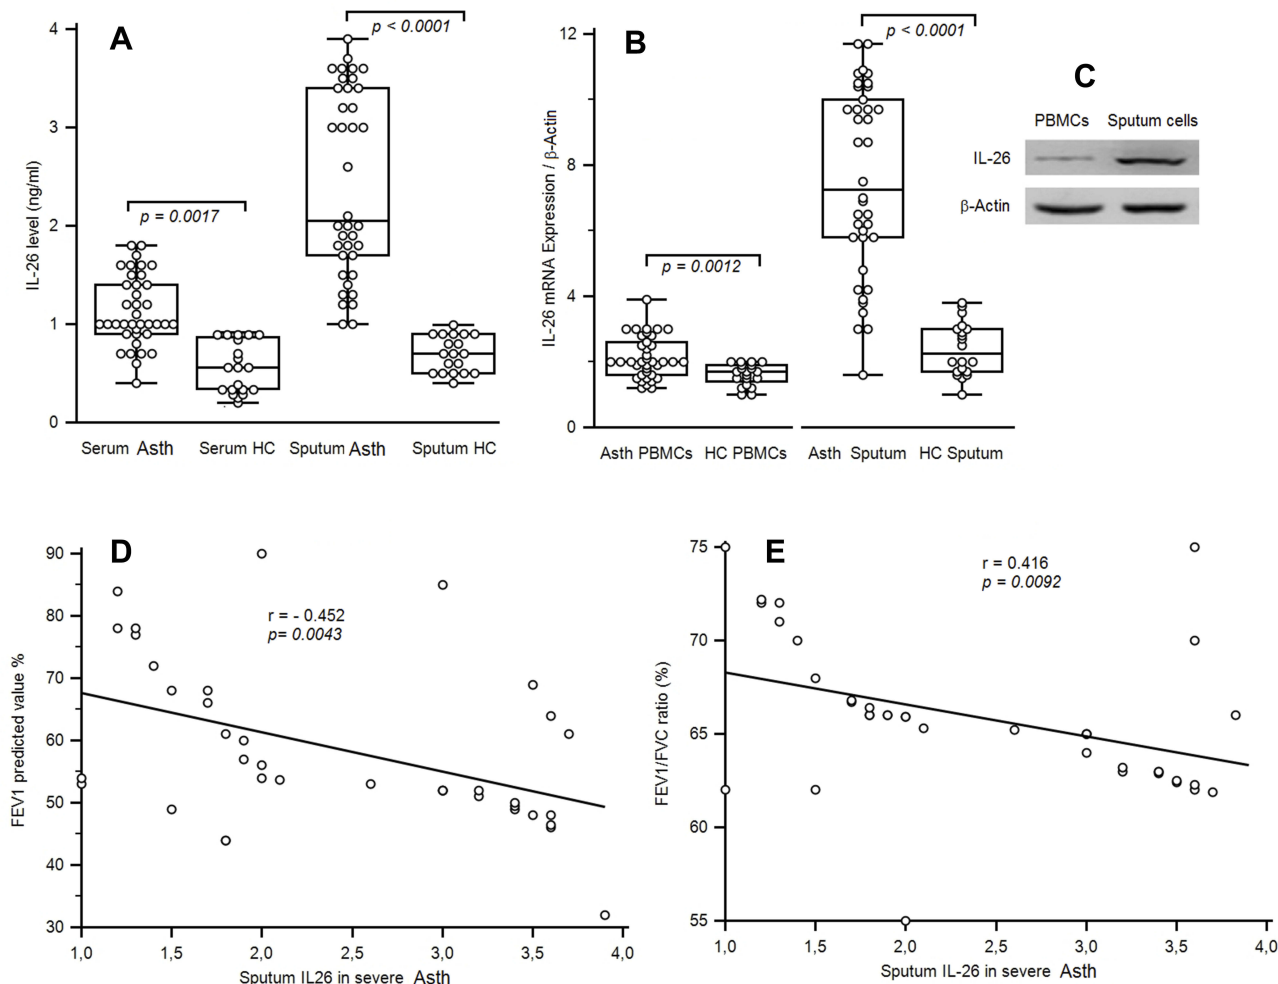 A
IL-26 level (ng/ml)
4
3
2
1
0
p = 0.0017
p < 0.0001
Serum Asth
Serum HC
Sputum Asth
Sputum HC
B
IL-26 mRNA Expression / β-Actin
12
8
4
0
p = 0.0012
p < 0.0001
Asth PBMCs
HC PBMCs
Asth Sputum
HC Sputum
C
PBMCs Sputum cells
IL-26
β-Actin
D
FEV1 predicted value %
90
80
70
60
50
40
30
r = - 0.452
p= 0.0043
1,0 1,5 2,0 2,5 3,0 3,5 4,0
Sputum IL26 in severe Asth
E
FEV1/FVC ratio (%)
75
70
65
60
55
r = 0.416
p = 0.0092
1,0 1,5 2,0 2,5 3,0 3,5 4,0
Sputum IL-26 in severe Asth